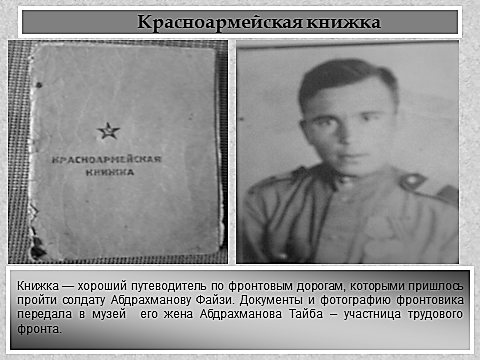 Красноармейская книжка
КРАСНОАРМЕЙСКАЯ
КНИЖКА
Книжка — хороший путеводитель по фронтовым дорогам, которыми пришлось
пройти солдату Абдрахманову Файзи. Документы и фотографию фронтовика
передала в музей его жена Абдрахманова Тайба – участница трудового
фронта.